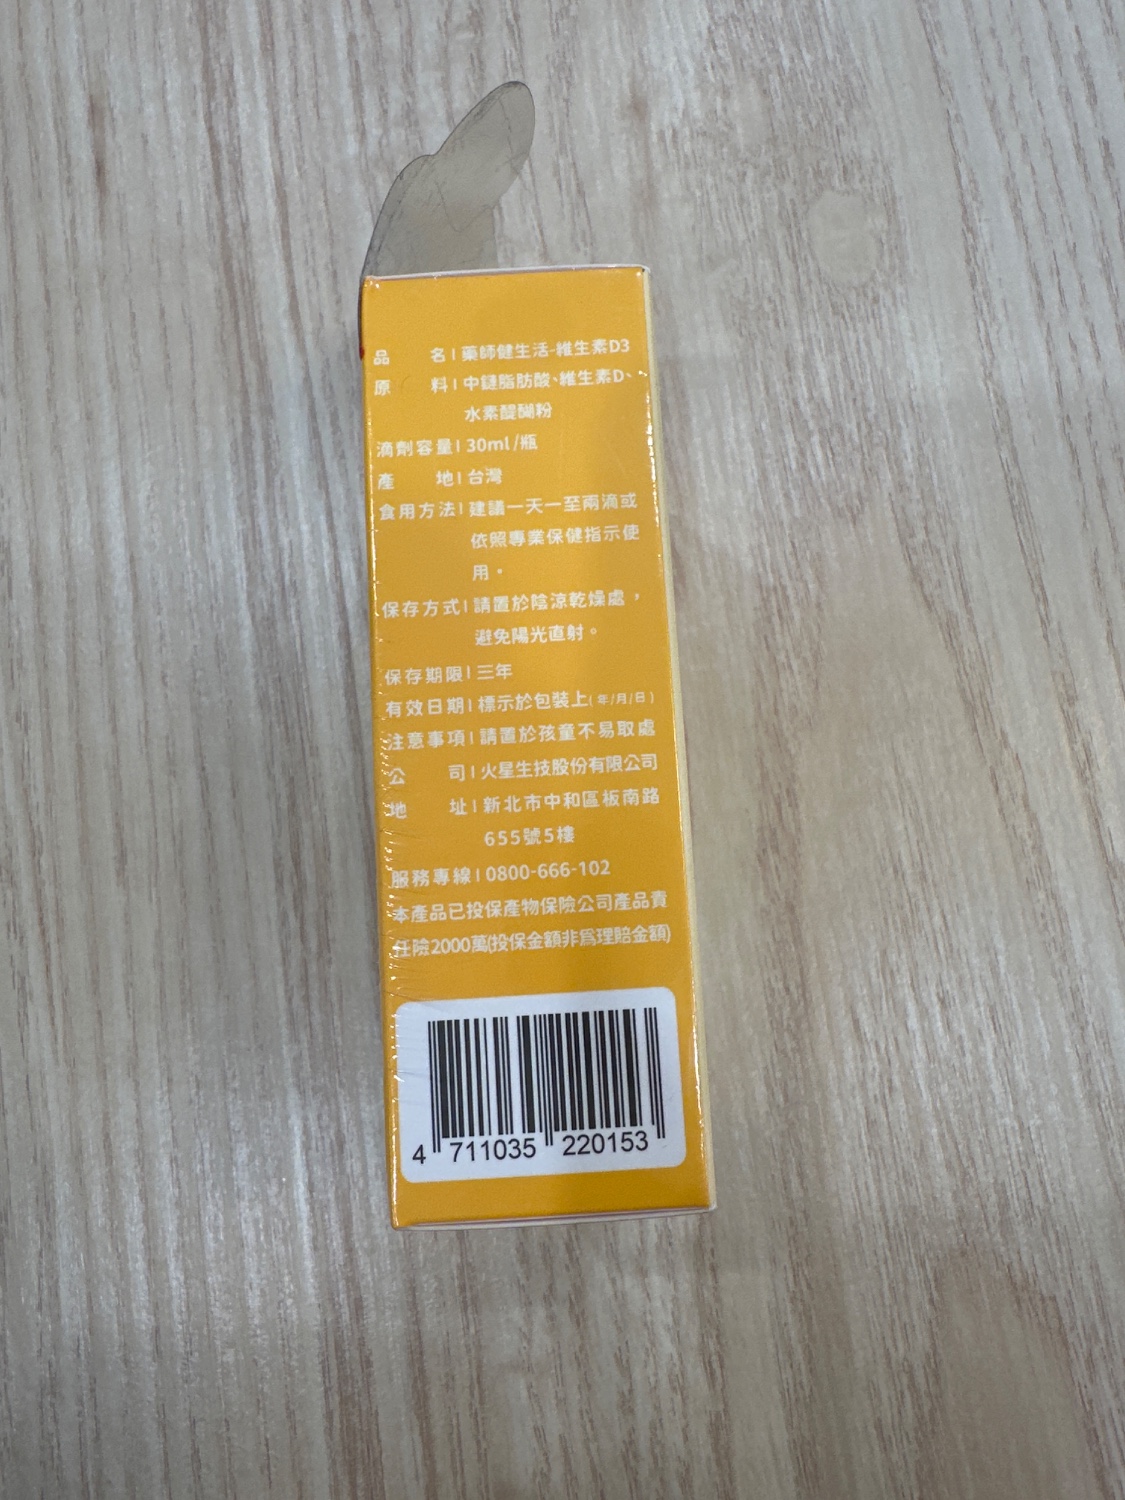 品名|藥師健生活-維生素D3
原料|中鏈脂肪酸、維生素D、
水素醍醐粉
滴劑容量|30ml/瓶
產地|台灣
食用方法|建議一天一至兩滴或
依照專業保健指示使
用。
保存方式|請置於陰涼乾燥處，
避免陽光直射。
保存期限|三年
有效日期|標示於包裝上(年/月/日)
注意事項|請置於孩童不易取處
公司|火星生技股份有限公司
地址|新北市中和區板南路
655號5樓
服務專線|0800-666-102
本產品已投保產物保險公司產品責
任險2000萬(投保金額非為理賠金額)
4 711035 220153